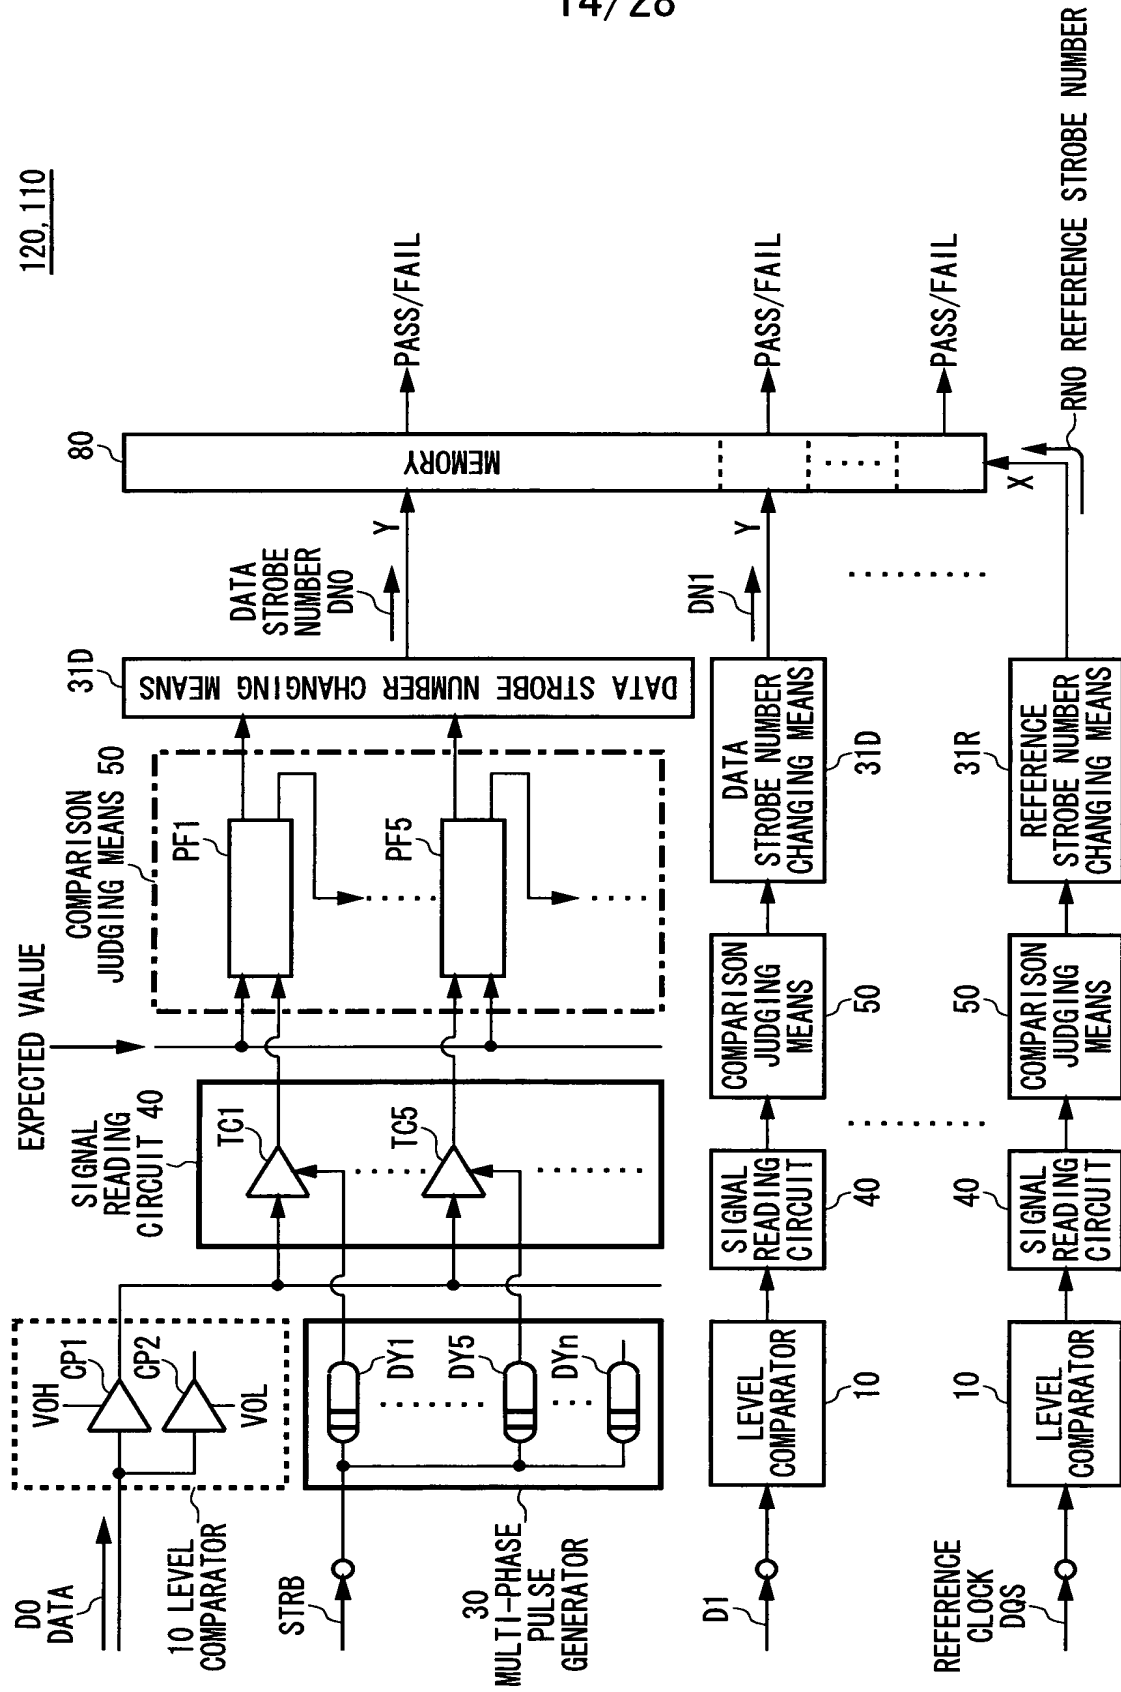 14/28
120, 110
D0
DATA
10 LEVEL
COMPARATOR
VOH
CP1
CP2
VOL
STRB
30
MULTI-PHASE
PULSE
GENERATOR
DY1
DY5
DYn
SIGNAL
READING
CIRCUIT 40
TC1
TC5
EXPECTED VALUE
COMPARISON
JUDGING MEANS 50
PF1
PF5
31D
DATA STROBE NUMBER CHANGING MEANS
DATA
STROBE
NUMBER
DN0
Y
80
MEMORY
PASS/FAIL
D1
LEVEL
COMPARATOR
10
SIGNAL
READING
CIRCUIT
40
COMPARISON
JUDGING
MEANS
50
DATA
STROBE NUMBER
CHANGING MEANS
31D
DN1
Y
PASS/FAIL
PASS/FAIL
REFERENCE
CLOCK
DQS
LEVEL
COMPARATOR
10
SIGNAL
READING
CIRCUIT
40
COMPARISON
JUDGING
MEANS
50
REFERENCE
STROBE NUMBER
CHANGING MEANS
31R
X
RNO REFERENCE STROBE NUMBER